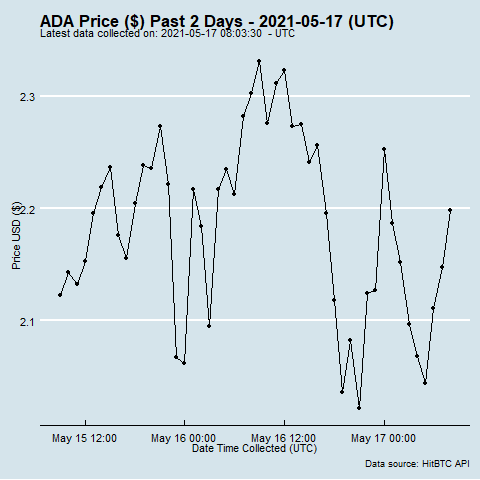 ADA Price ($) Past 2 Days - 2021-05-17 (UTC)
Latest data collected on: 2021-05-17 08:03:30 - UTC
2.3
2.2
2.1
Price USD ($)
May 15 12:00
May 16 00:00
May 16 12:00
May 17 00:00
Date Time Collected (UTC)
Data source: HitBTC API